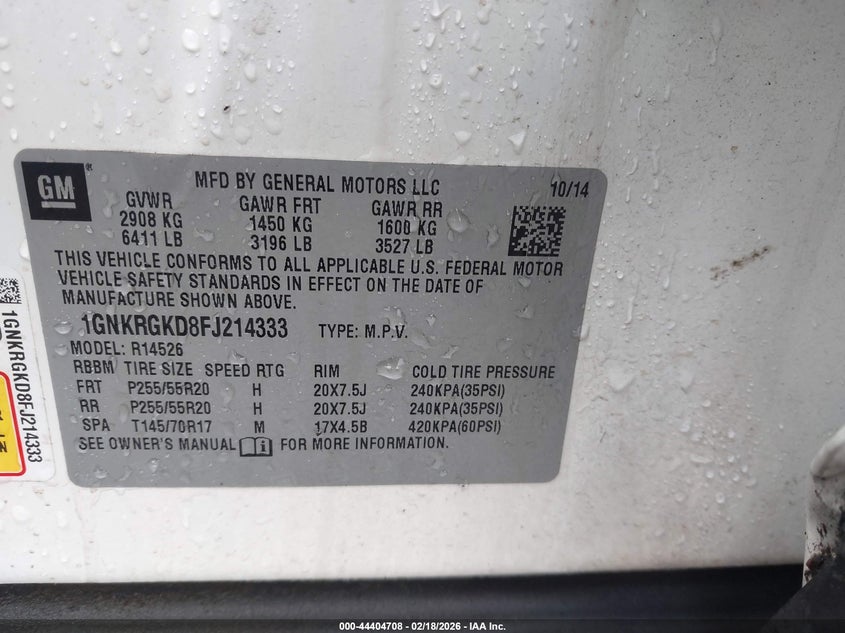 GM
MFD BY GENERAL MOTORS LLC 10/14
GVWR GAWR FRT GAWR RR
2908 KG 1450 KG 1600 KG
6411 LB 3196 LB 3527 LB
THIS VEHICLE CONFORMS TO ALL APPLICABLE U.S. FEDERAL MOTOR
VEHICLE SAFETY STANDARDS IN EFFECT ON THE DATE OF
MANUFACTURE SHOWN ABOVE.
1GNKRGKD8FJ214333 TYPE: M.P.V.
MODEL: R14526
RBBM TIRE SIZE SPEED RTG RIM COLD TIRE PRESSURE
FRT P255/55R20 H 20X7.5J 240KPA(35PSI)
RR P255/55R20 H 20X7.5J 240KPA(35PSI)
SPA T145/70R17 M 17X4.5B 420KPA(60PSI)
SEE OWNER'S MANUAL FOR MORE INFORMATION.
1GNKRGKD8FJ214333
000-44404708 - 02/18/2026 - IAA Inc.